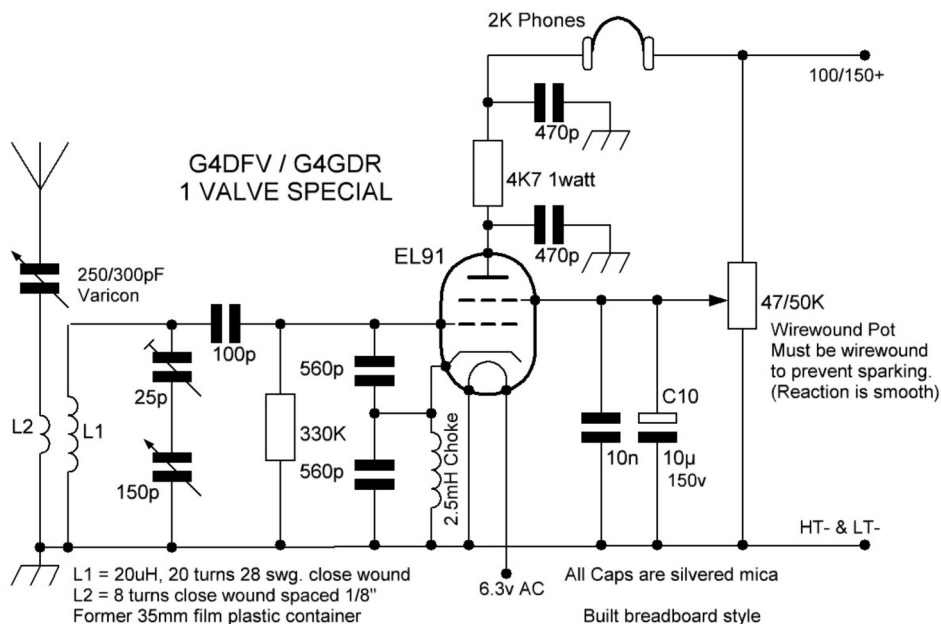 2K Phones
100/150+
470p
G4DFV / G4GDR
1 VALVE SPECIAL
4K7 1watt
470p
EL91
250/300pF
Varicon
47/50K
Wirewound Pot
Must be wirewound
to prevent sparking.
(Reaction is smooth)
100p
25p
560p
C10
L2
L1
330K
560p
2.5mH Choke
150p
10n
10µ
150v
HT- & LT-
L1 = 20uH, 20 turns 28 swg. close wound
L2 = 8 turns close wound spaced 1/8"
Former 35mm film plastic container
6.3v AC
All Caps are silvered mica
Built breadboard style